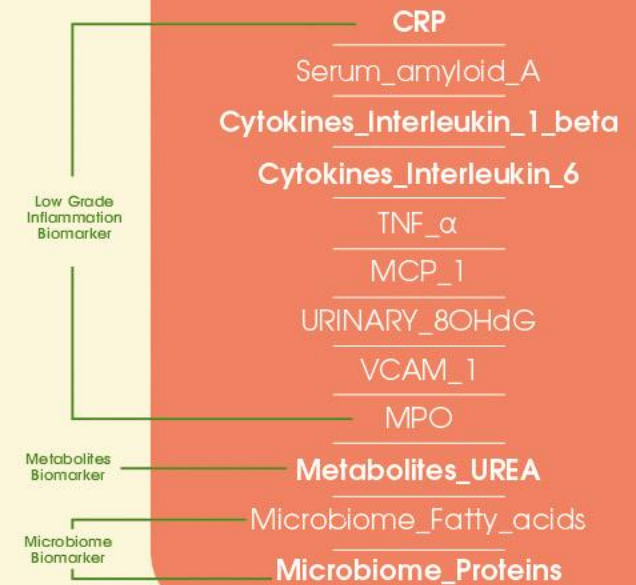 CRP
Serum_amyloid_A
Cytokines_Interleukin_1_beta
Cytokines_Interleukin_6
Low Grade
Inflammation
Biomarker
TNF_α
MCP_1
URINARY_8OHdG
VCAM_1
MPO
Metabolites
Biomarker
Metabolites_UREA
Microbiome_Fatty_acids
Microbiome
Biomarker
Microbiome_Proteins